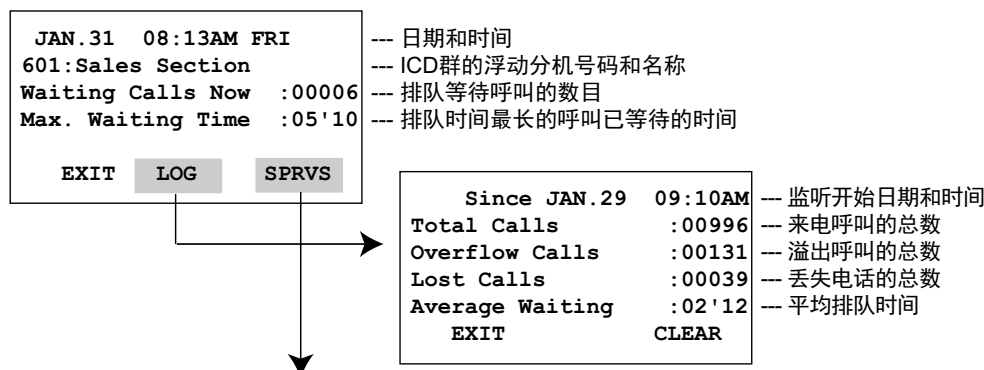 JAN.31 08:13AM FRI --- 日期和时间
601:Sales Section --- ICD群的浮动分机号码和名称
Waiting Calls Now :00006 --- 排队等待呼叫的数目
Max. Waiting Time :05'10 --- 排队时间最长的呼叫已等待的时间
EXIT LOG SPRVS
Since JAN.29 09:10AM --- 监听开始日期和时间
Total Calls :00996 --- 来电呼叫的总数
Overflow Calls :00131 --- 溢出呼叫的总数
Lost Calls :00039 --- 丢失电话的总数
Average Waiting :02'12 --- 平均排队时间
EXIT CLEAR